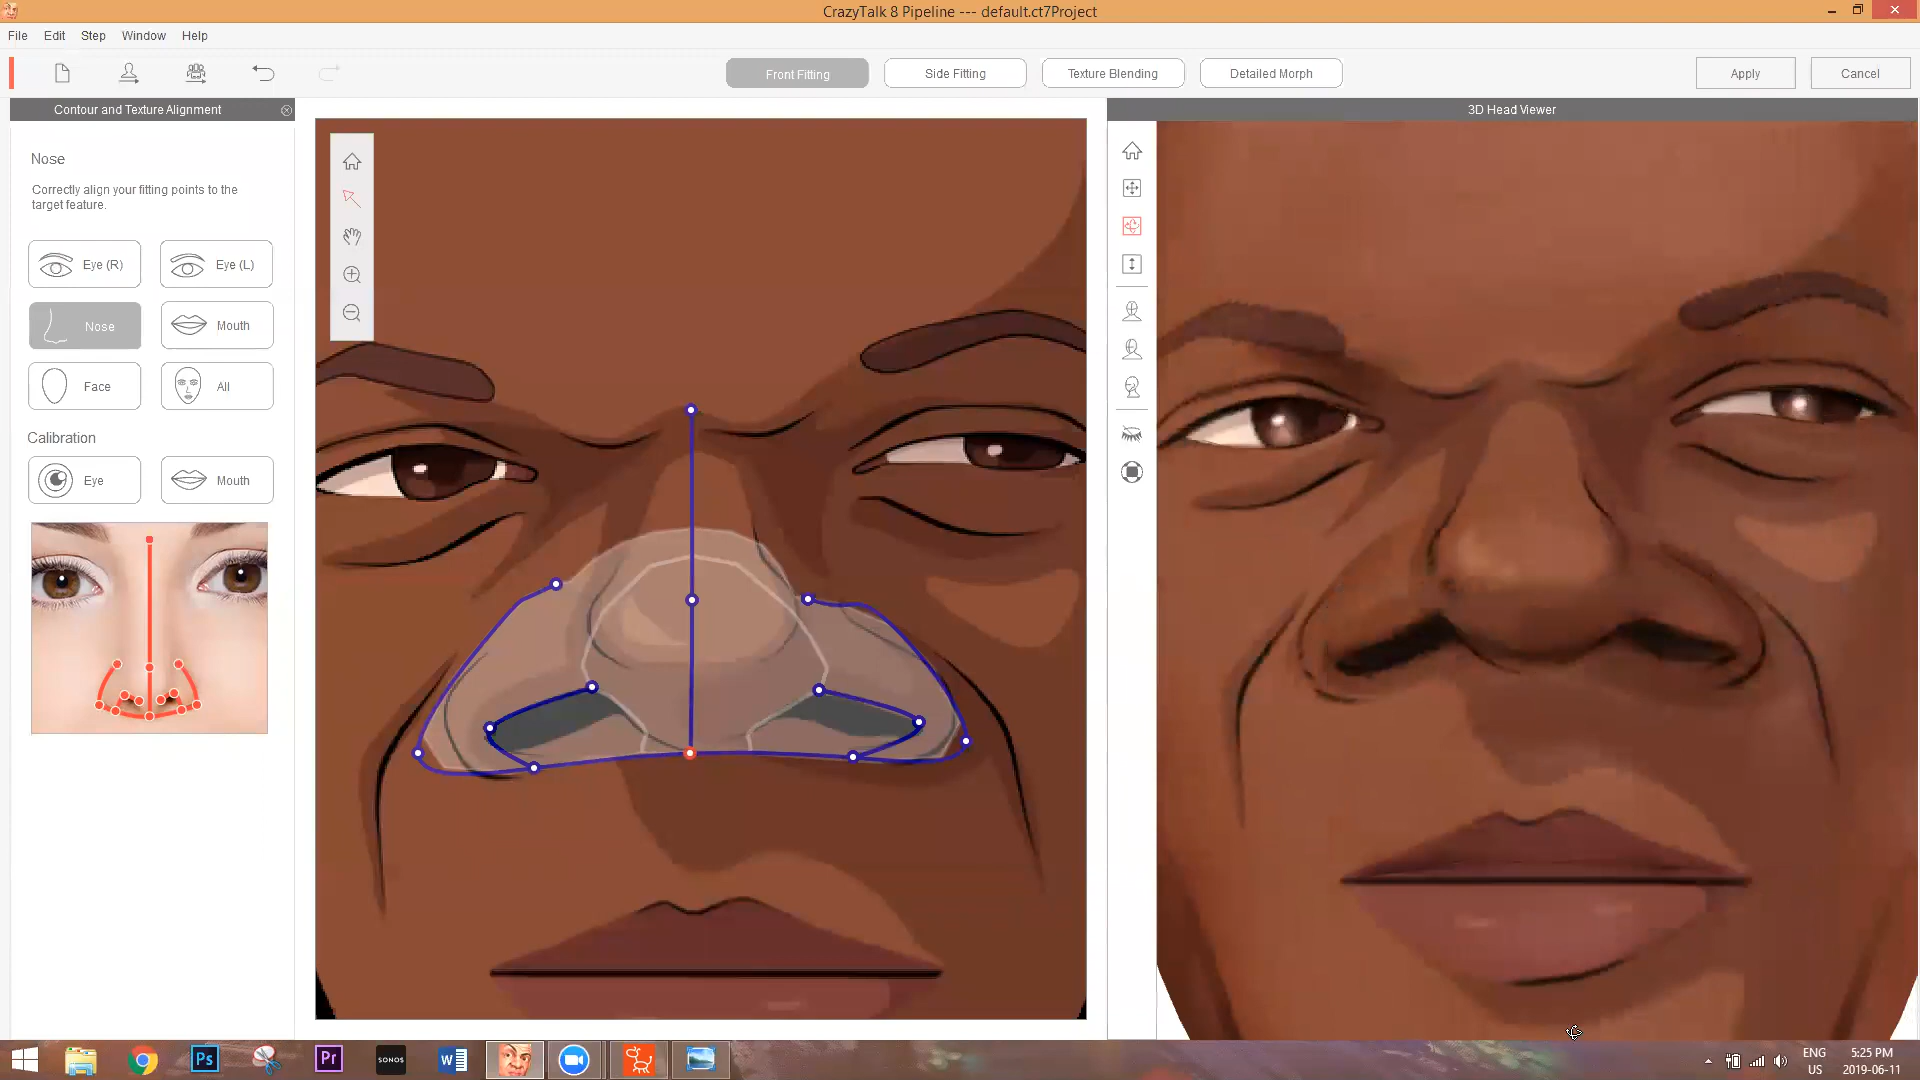 CrazyTalk 8 Pipeline --- default.ct7Project
File Edit Step Window Help
Front Fitting Side Fitting Texture Blending Detailed Morph Apply Cancel
Contour and Texture Alignment
3D Head Viewer
Nose
Correctly align your fitting points to the
target feature.
Eye (R) Eye (L)
Nose Mouth
Face All
Calibration
Eye Mouth
Ps Pr SONOS W
ENG 5:25 PM
US 2019-06-11